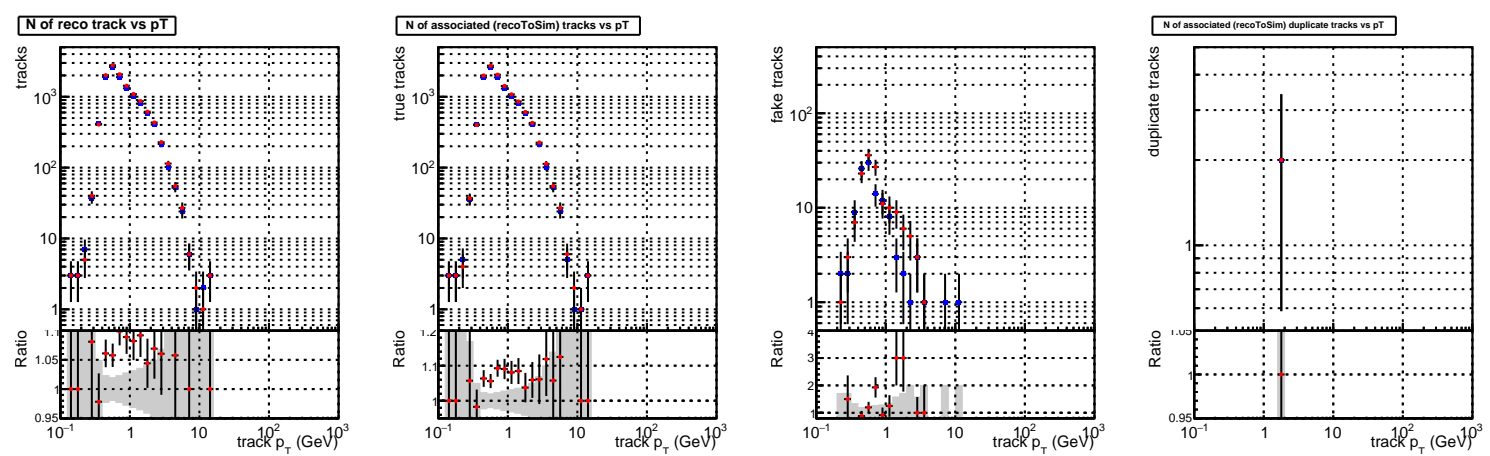 N of reco track vs pT
tracks
10³
10²
10
1
Ratio
1.1
1.05
1
0.95
10⁻¹ 1 10 10² 10³
track p_T (GeV)
N of associated (recoToSim) tracks vs pT
true tracks
10³
10²
10
1
Ratio
1.2
1.1
1
10⁻¹ 1 10 10² 10³
track p_T (GeV)
fake tracks
10²
10
1
Ratio
4
3
2
1
10⁻¹ 1 10 10² 10³
track p_T (GeV)
N of associated (recoToSim) duplicate tracks vs pT
duplicate tracks
1
Ratio
1.05
1
0.95
10⁻¹ 1 10 10² 10³
track p_T (GeV)